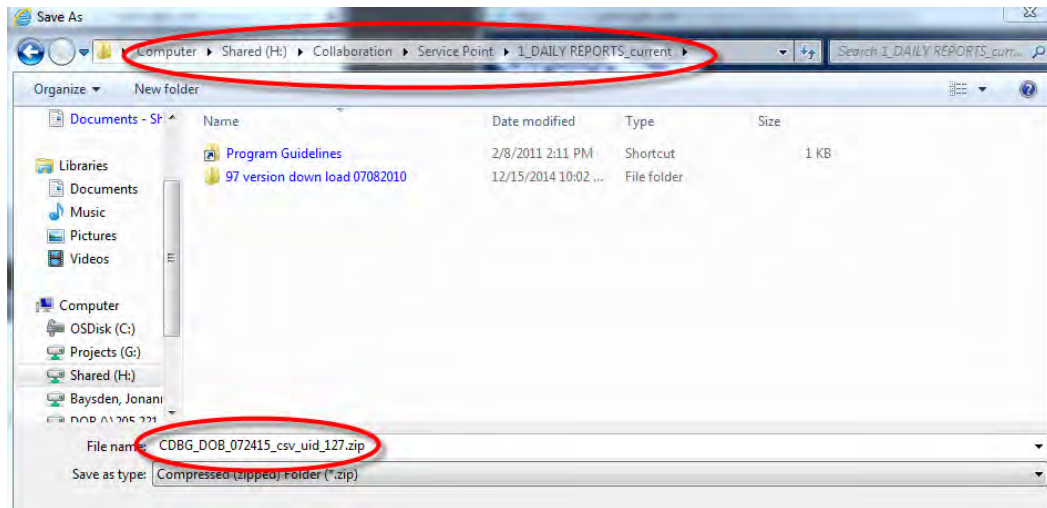 Save As
Computer ▸ Shared (H:) ▸ Collaboration ▸ Service Point ▸ 1_DAILY REPORTS_current ▸ Search 1_DAILY REPORTS_curr...
Organize ▾ New folder
Documents - Sh Name Date modified Type Size
Program Guidelines 2/8/2011 2:11 PM Shortcut 1 KB
Libraries
97 version down load 07082010 12/15/2014 10:02 ... File folder
Documents
Music
Pictures
Videos
Computer
OSDisk (C:)
Projects (G:)
Shared (H:)
Baysden, Jonan
File name: CDBG_DOB_072415_csv_uid_127.zip
Save as type: Compressed (zipped) Folder (*.zip)